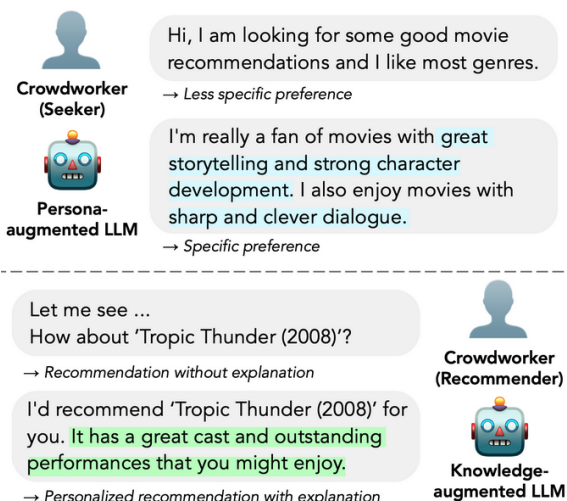 Hi, I am looking for some good movie
recommendations and I like most genres.
Crowdworker
(Seeker)
→ Less specific preference
I'm really a fan of movies with great
storytelling and strong character
development. I also enjoy movies with
sharp and clever dialogue.
Persona-
augmented LLM
→ Specific preference
Let me see ...
How about 'Tropic Thunder (2008)'?
→ Recommendation without explanation
Crowdworker
(Recommender)
I'd recommend 'Tropic Thunder (2008)' for
you. It has a great cast and outstanding
performances that you might enjoy.
Knowledge-
augmented LLM
→ Personalized recommendation with explanation